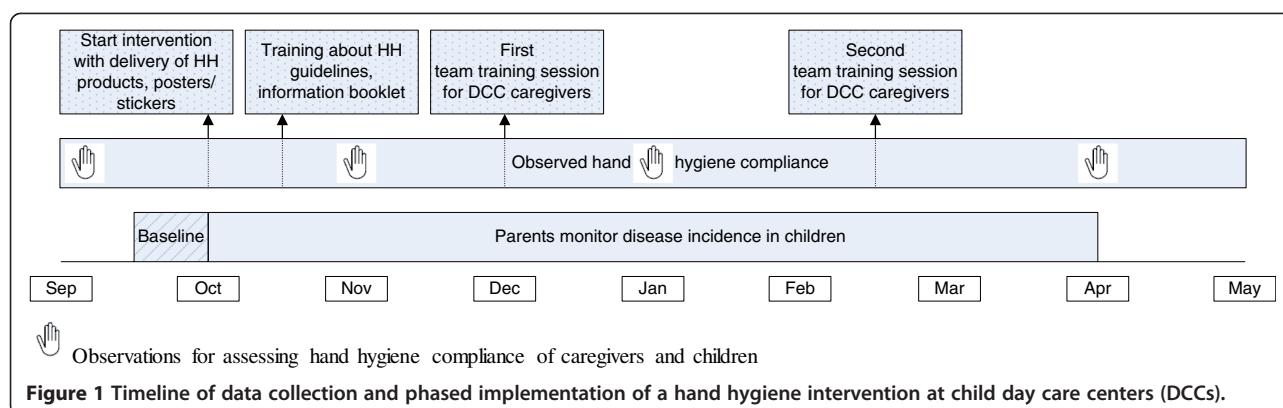 Start intervention
with delivery of HH
products, posters/
stickers
Training about HH
guidelines,
information booklet
First
team training session
for DCC caregivers
Second
team training session
for DCC caregivers
Observed hand hygiene compliance
Baseline
Parents monitor disease incidence in children
Sep Oct Nov Dec Jan Feb Mar Apr May
Observations for assessing hand hygiene compliance of caregivers and children
Figure 1 Timeline of data collection and phased implementation of a hand hygiene intervention at child day care centers (DCCs).